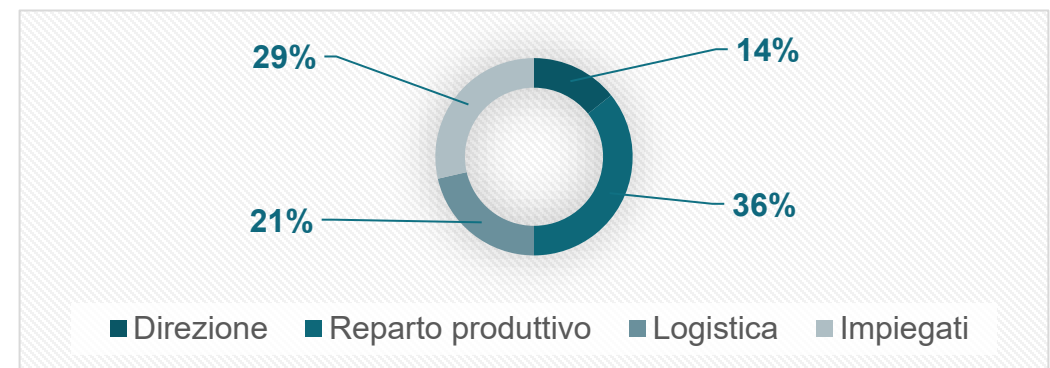 29%
14%
21%
36%
Direzione
Reparto produttivo
Logistica
Impiegati